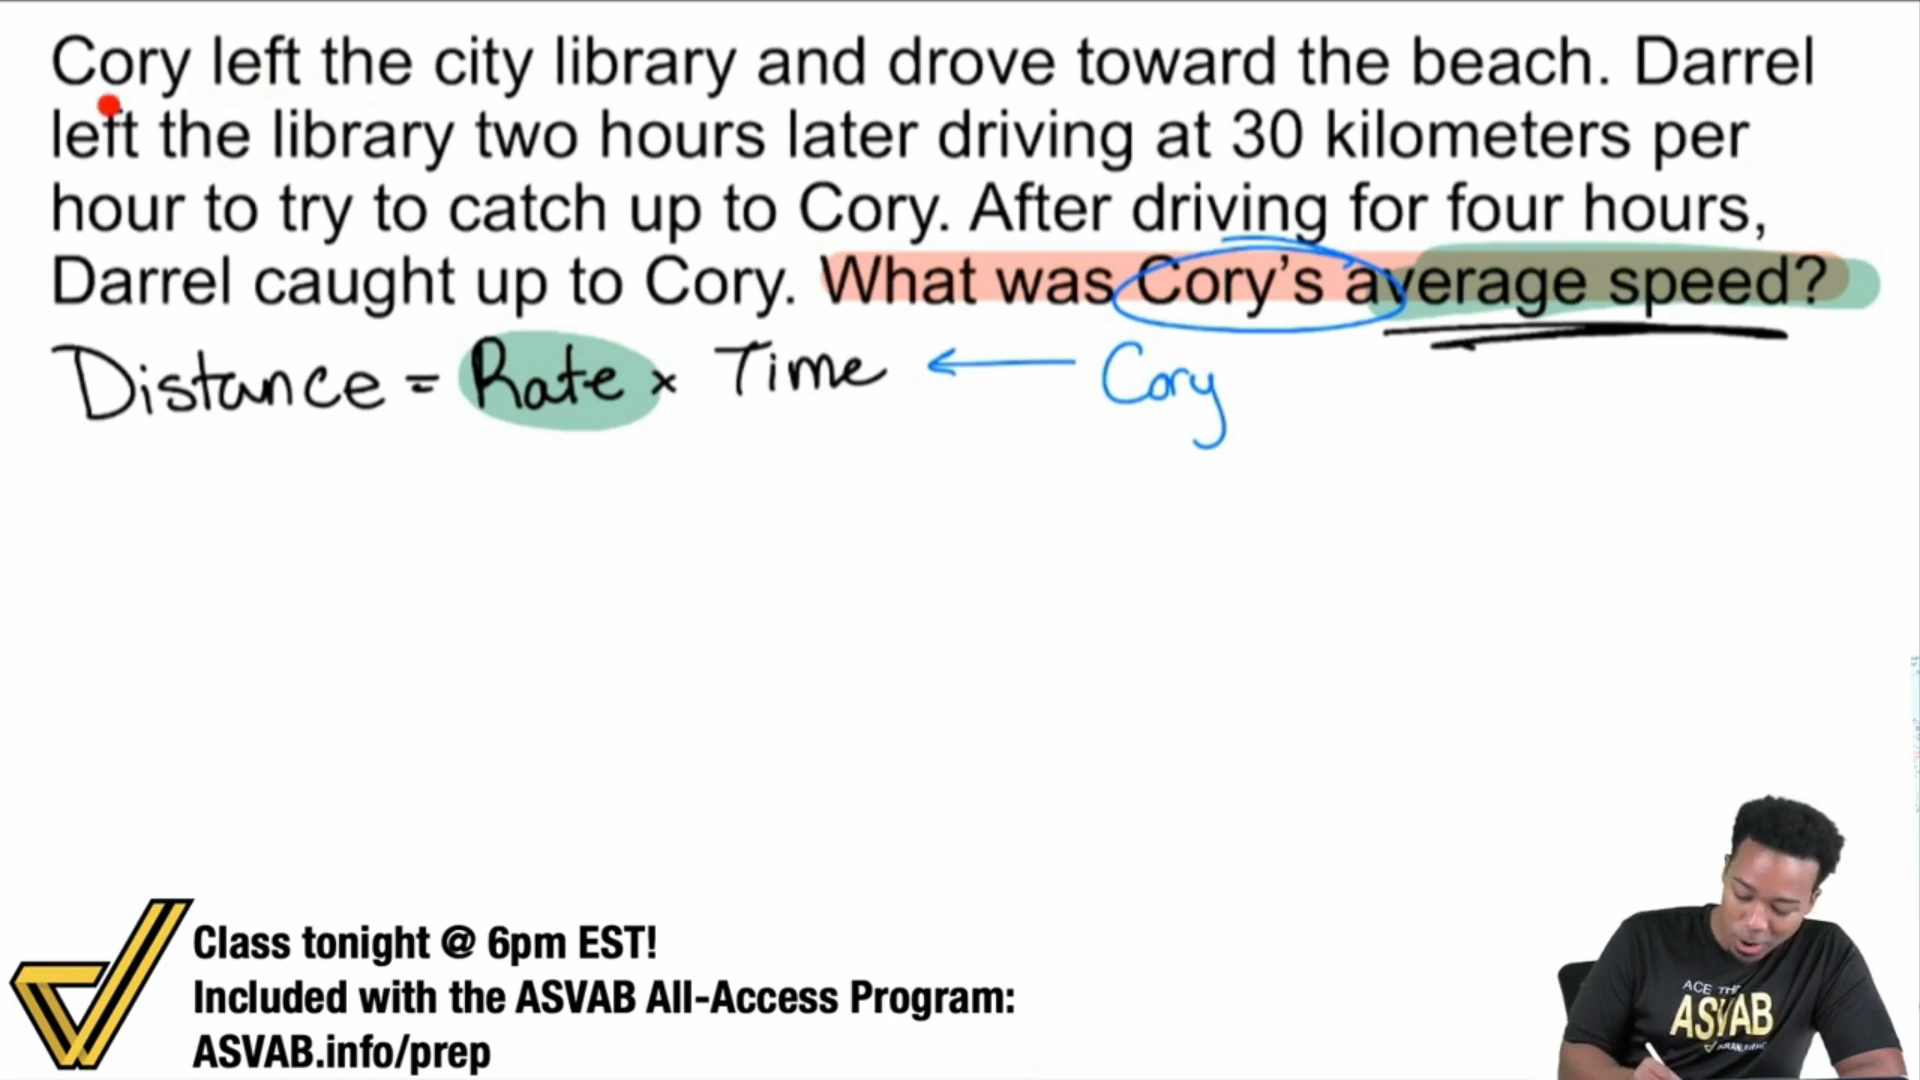 Cory left the city library and drove toward the beach. Darrel
left the library two hours later driving at 30 kilometers per
hour to try to catch up to Cory. After driving for four hours,
Darrel caught up to Cory. What was Cory's average speed?
Distance = Rate × Time ← Cory
Class tonight @ 6pm EST!
Included with the ASVAB All-Access Program:
ASVAB.info/prep
ACE THE
ASVAB